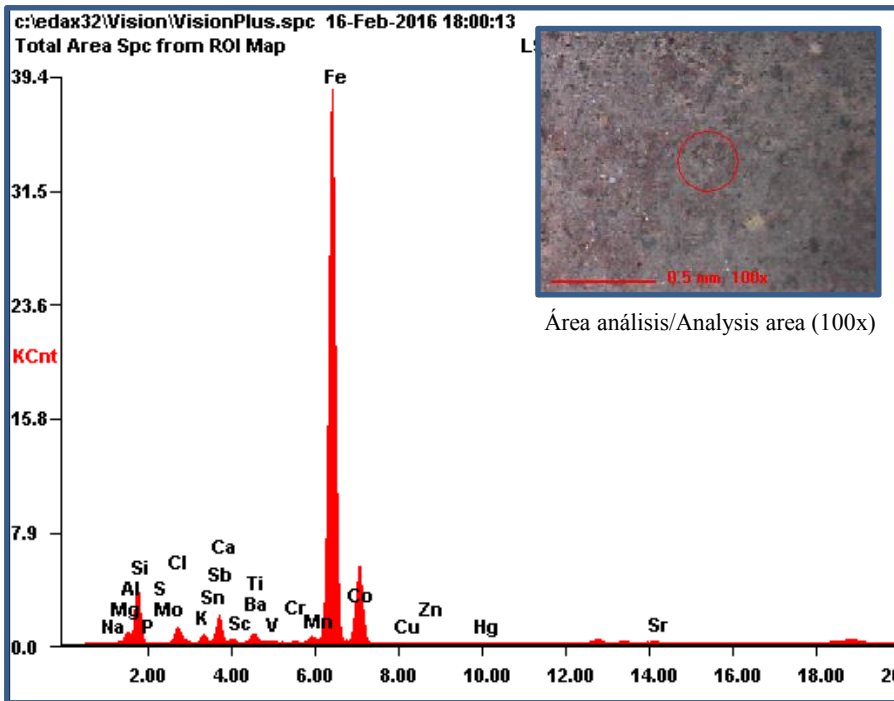 c:\edax32\Vision\VisionPlus.spc 16-Feb-2016 18:00:13
Total Area Spc from ROI Map
39.4
31.5
23.6
KCnt
15.8
7.9
0.0
Fe
Si
Al
Mg
Na
P
S
Mo
Cl
K
Ca
Sb
Sn
Sc
Ti
Ba
V
Cr
Mn
Co
Cu
Zn
Hg
Sr
2.00 4.00 6.00 8.00 10.00 12.00 14.00 16.00 18.00
0.5 mm 100x
Área análisis/Analysis area (100x)